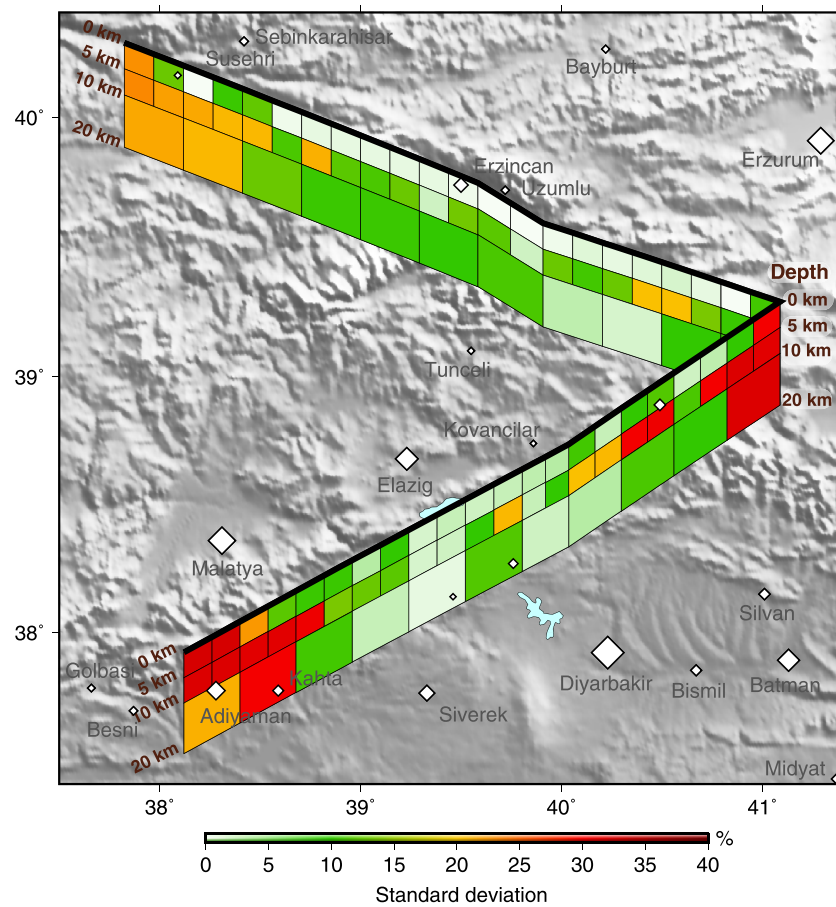 0 km
5 km
10 km
20 km
Sebinkarahisar
Susehri
Bayburt
40°
Erzurum
Erzincan
Uzumlu
Depth
0 km
5 km
10 km
20 km
39°
Tunceli
Kovancilar
Elazig
Malatya
Silvan
38°
0 km
5 km
10 km
20 km
Golbasi
Besni
Kahta
Adiyaman
Siverek
Diyarbakir
Bismil
Batman
Midyat
38° 39° 40° 41°
%
0 5 10 15 20 25 30 35 40
Standard deviation